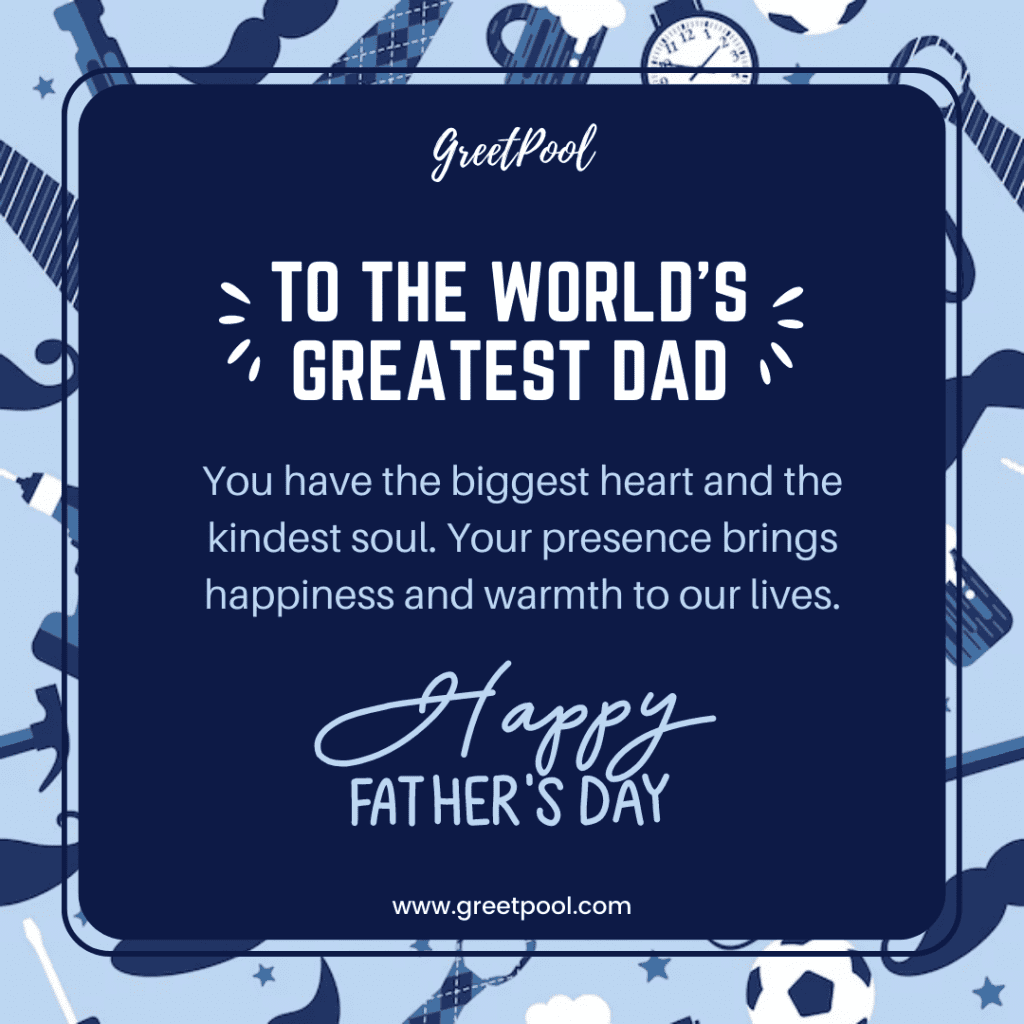 GreetPool
TO THE WORLD’S
GREATEST DAD
You have the biggest heart and the
kindest soul. Your presence brings
happiness and warmth to our lives.
Happy
FATHER'S DAY
www.greetpool.com